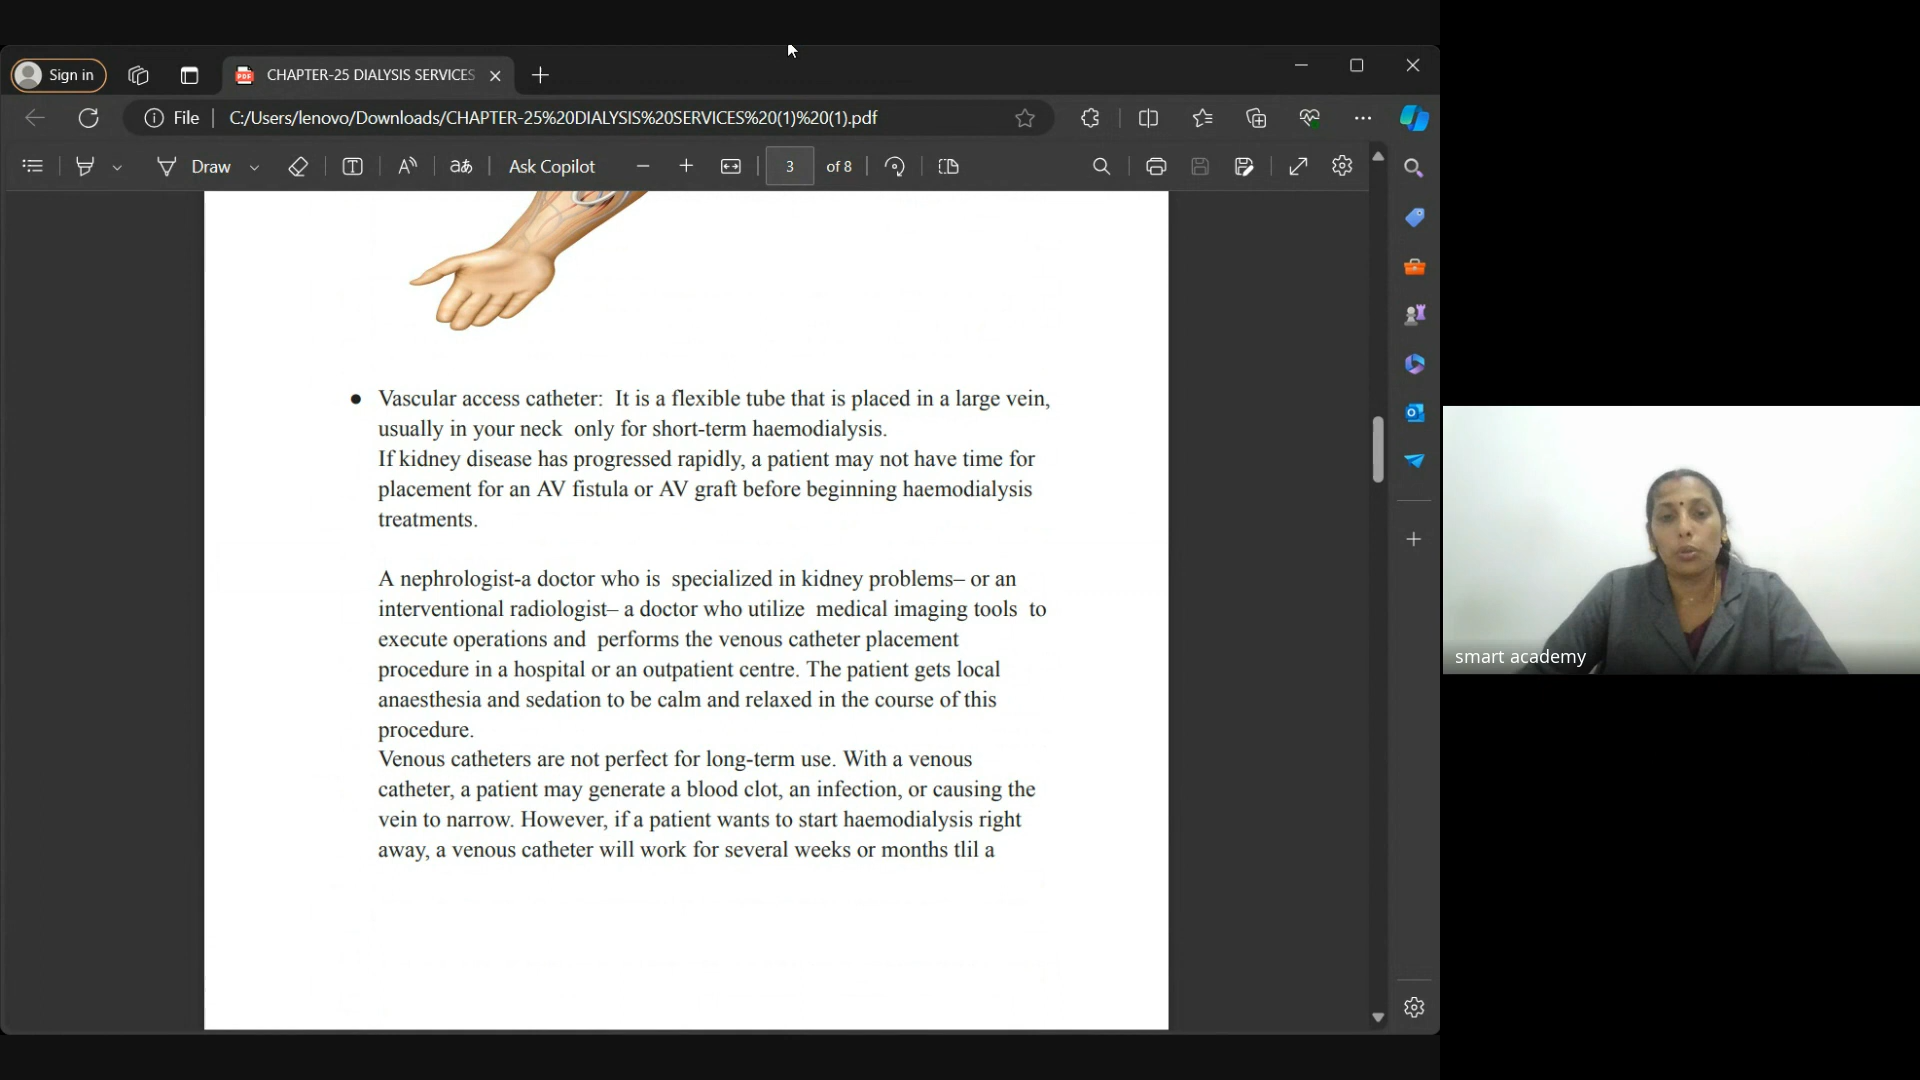 Sign in
CHAPTER-25 DIALYSIS SERVICES
File
C:/Users/lenovo/Downloads/CHAPTER-25%20DIALYSIS%20SERVICES%20(1)%20(1).pdf
Draw
Ask Copilot
3 of 8
● Vascular access catheter: It is a flexible tube that is placed in a large vein,
usually in your neck only for short-term haemodialysis.
If kidney disease has progressed rapidly, a patient may not have time for
placement for an AV fistula or AV graft before beginning haemodialysis
treatments.
A nephrologist-a doctor who is specialized in kidney problems– or an
interventional radiologist– a doctor who utilize medical imaging tools to
execute operations and performs the venous catheter placement
procedure in a hospital or an outpatient centre. The patient gets local
anaesthesia and sedation to be calm and relaxed in the course of this
procedure.
Venous catheters are not perfect for long-term use. With a venous
catheter, a patient may generate a blood clot, an infection, or causing the
vein to narrow. However, if a patient wants to start haemodialysis right
away, a venous catheter will work for several weeks or months tlil a
smart academy